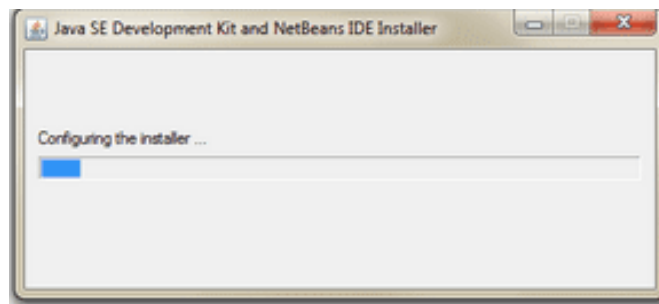 Java SE Development Kit and NetBeans IDE Installer
Configuring the installer ...